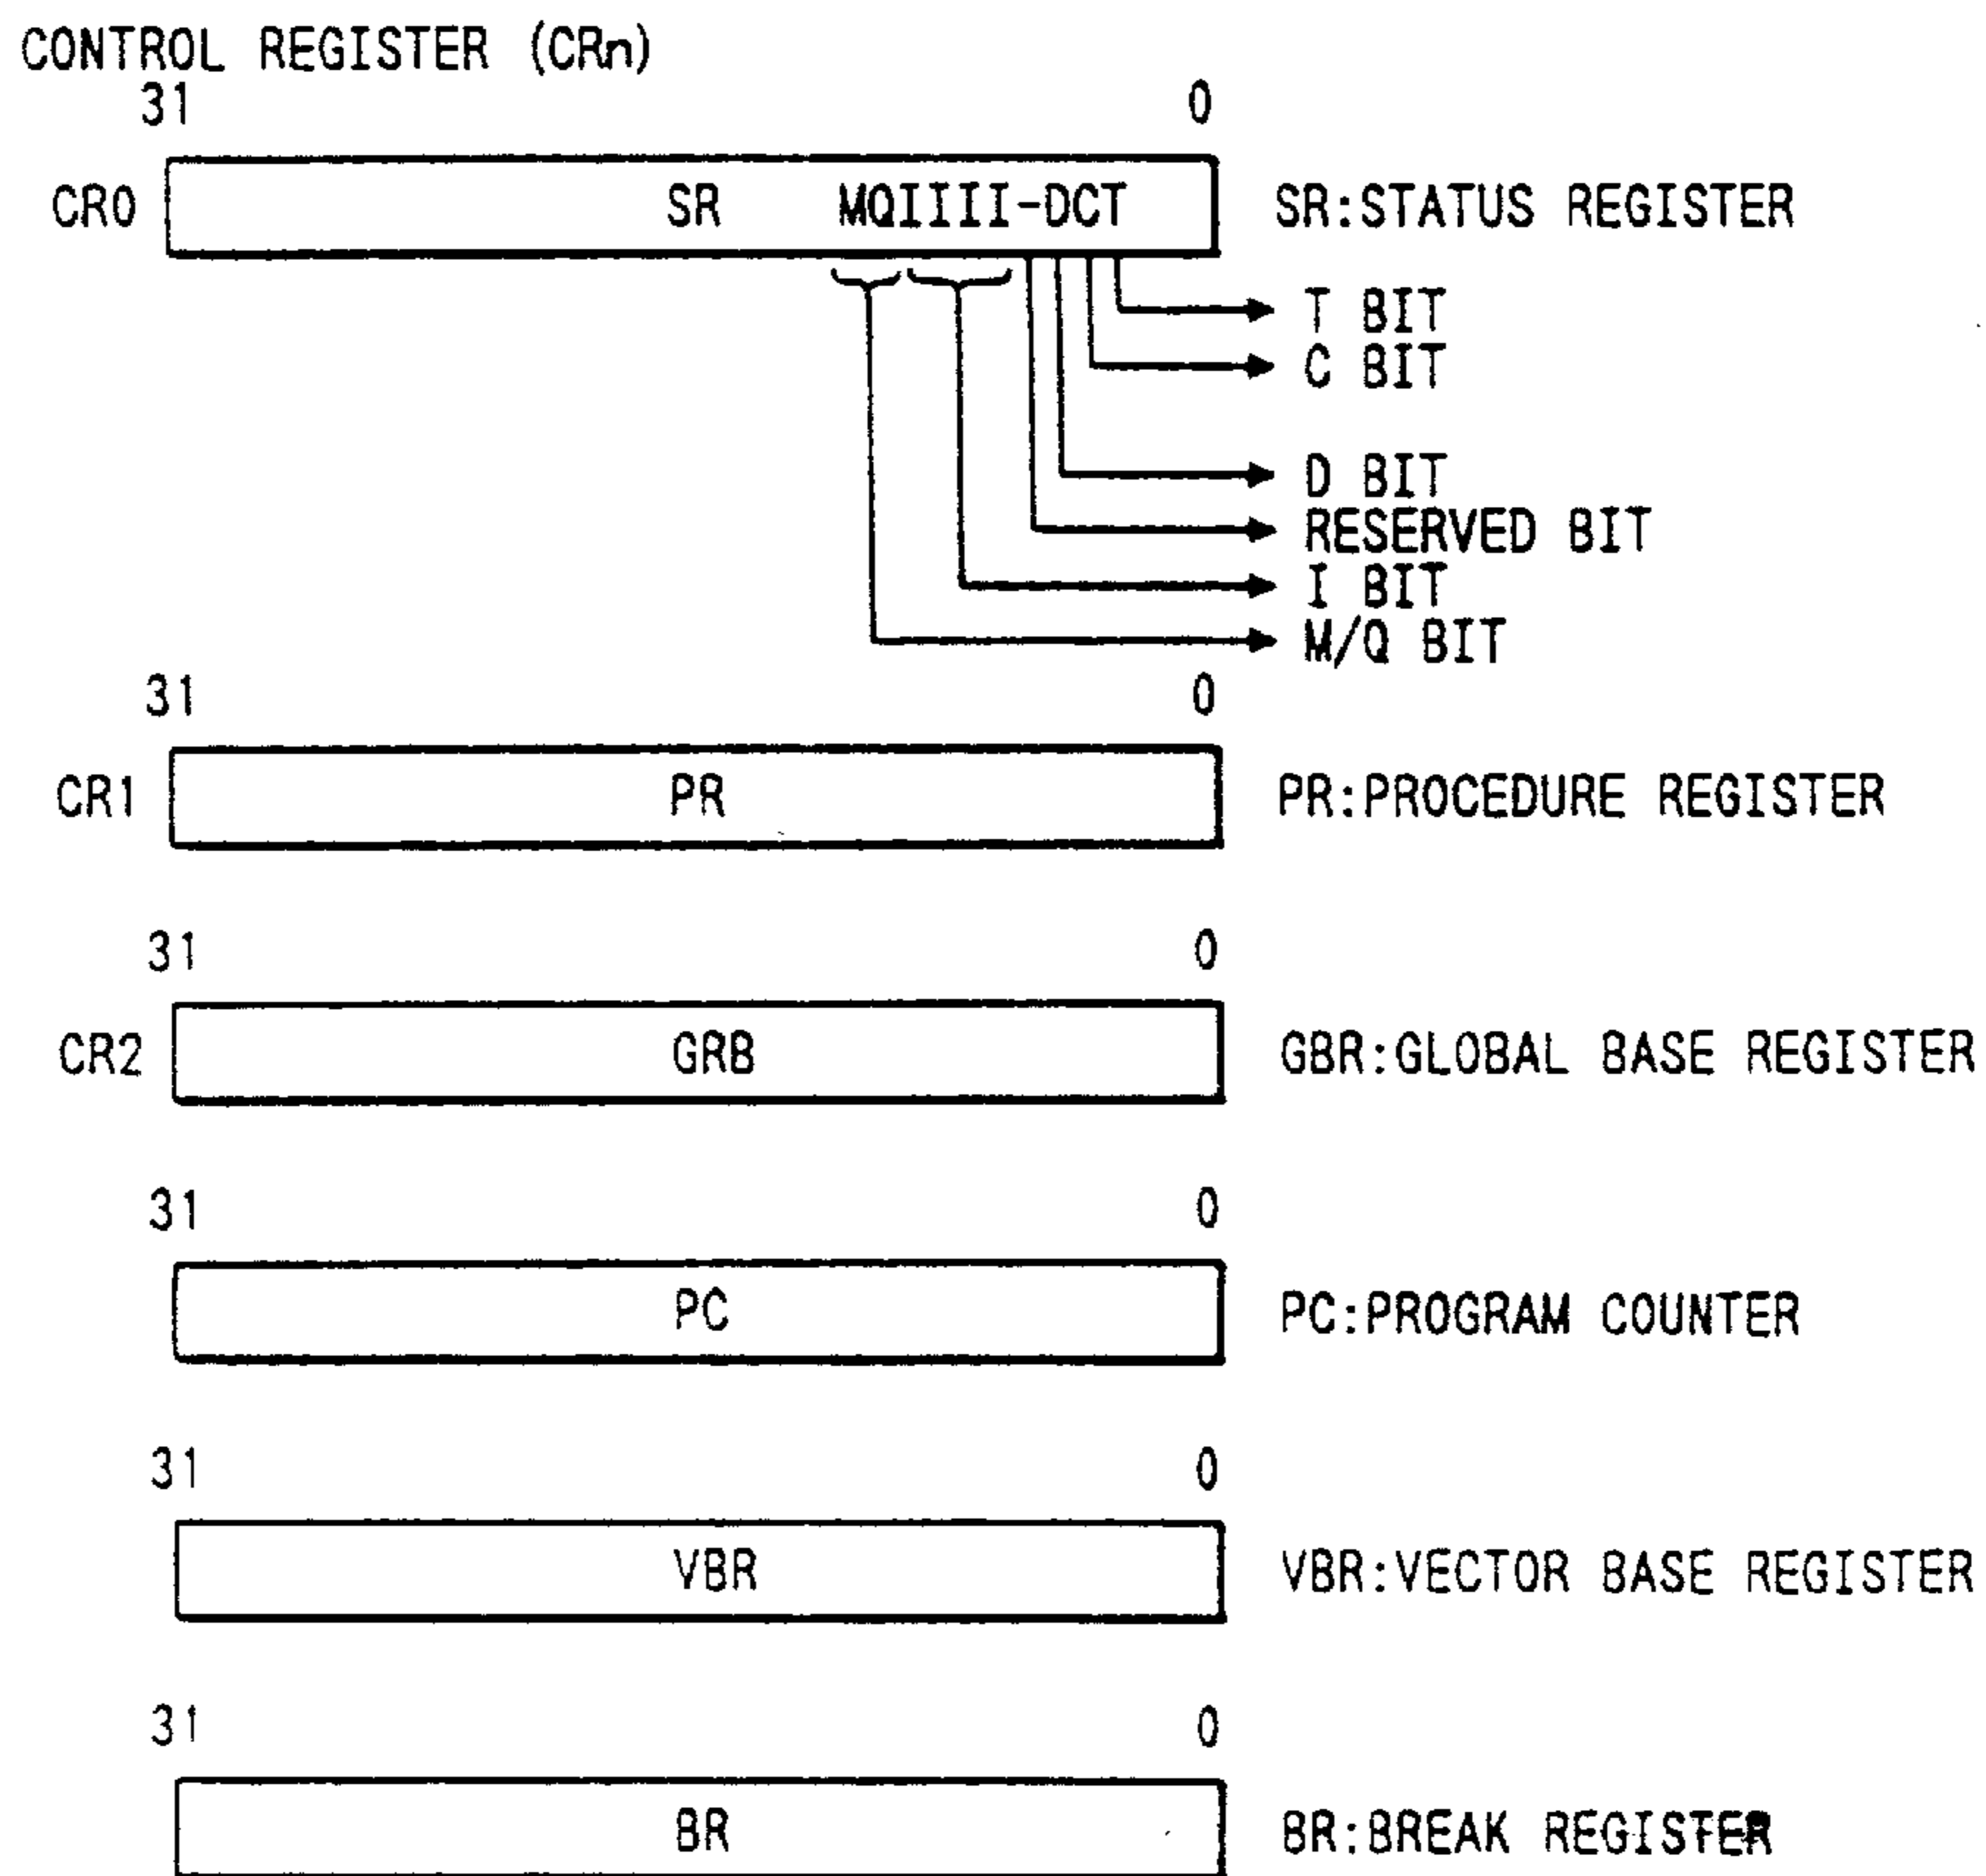 CONTROL REGISTER (CRn)
31 0
CR0 SR MQIIII-DCT SR:STATUS REGISTER
T BIT
C BIT
D BIT
RESERVED BIT
I BIT
M/Q BIT
31 0
CR1 PR PR:PROCEDURE REGISTER
31 0
CR2 GRB GBR:GLOBAL BASE REGISTER
31 0
PC PC:PROGRAM COUNTER
31 0
VBR VBR:VECTOR BASE REGISTER
31 0
BR BR:BREAK REGISTER